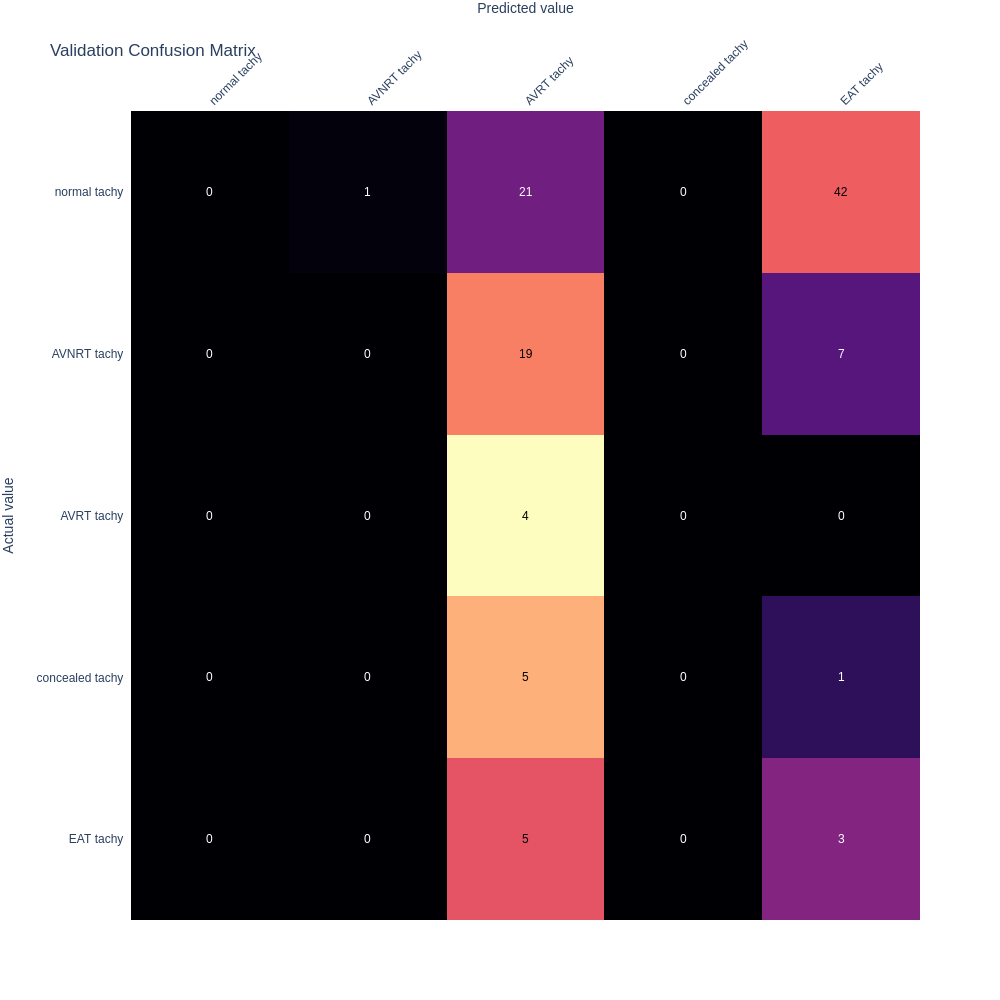 Predicted value
Validation Confusion Matrix
normal tachy AVNRT tachy AVRT tachy concealed tachy EAT tachy
normal tachy 0 1 21 0 42
AVNRT tachy 0 0 19 0 7
AVRT tachy 0 0 4 0 0
Actual value
concealed tachy 0 0 5 0 1
EAT tachy 0 0 5 0 3